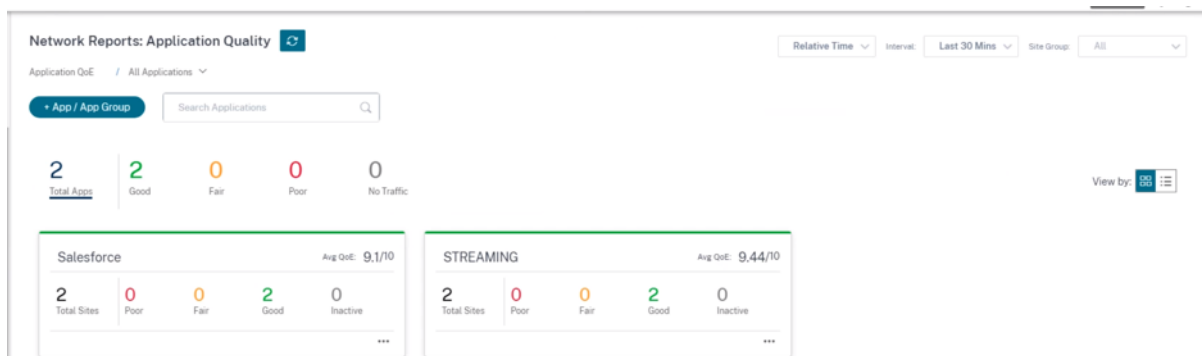 Network Reports: Application Quality
Relative Time Interval: Last 30 Mins Site Group: All
Application QoE / All Applications
+ App / App Group Search Applications
2 2 0 0 0
Total Apps Good Fair Poor No Traffic
View by:
Salesforce Avg QoE: 9.1/10
2 0 0 2 0
Total Sites Poor Fair Good Inactive
•••
STREAMING Avg QoE: 9.44/10
2 0 0 2 0
Total Sites Poor Fair Good Inactive
•••